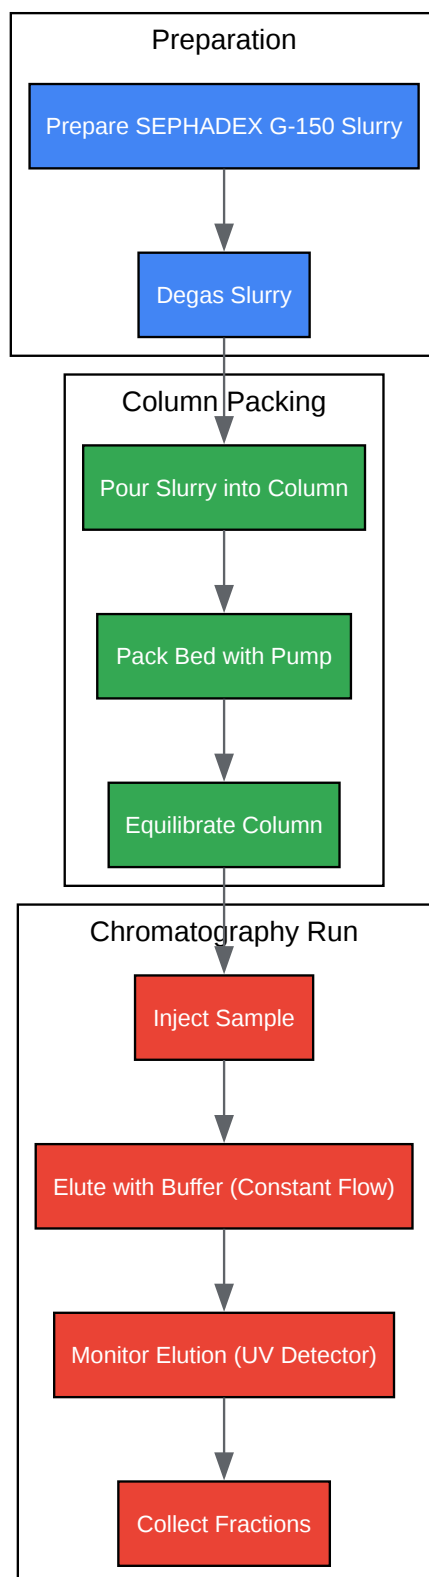 Preparation
Prepare SEPHADEX G-150 Slurry
Degas Slurry
Column Packing
Pour Slurry into Column
Pack Bed with Pump
Equilibrate Column
Chromatography Run
Inject Sample
Elute with Buffer (Constant Flow)
Monitor Elution (UV Detector)
Collect Fractions